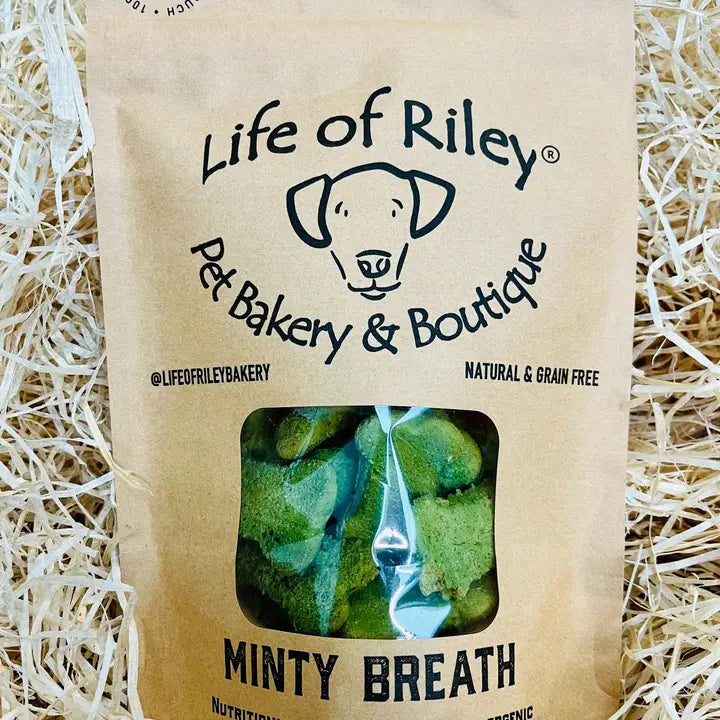 Life of Riley®
Pet Bakery & Boutique
@LIFEOFRILEYBAKERY
NATURAL & GRAIN FREE
MINTY BREATH